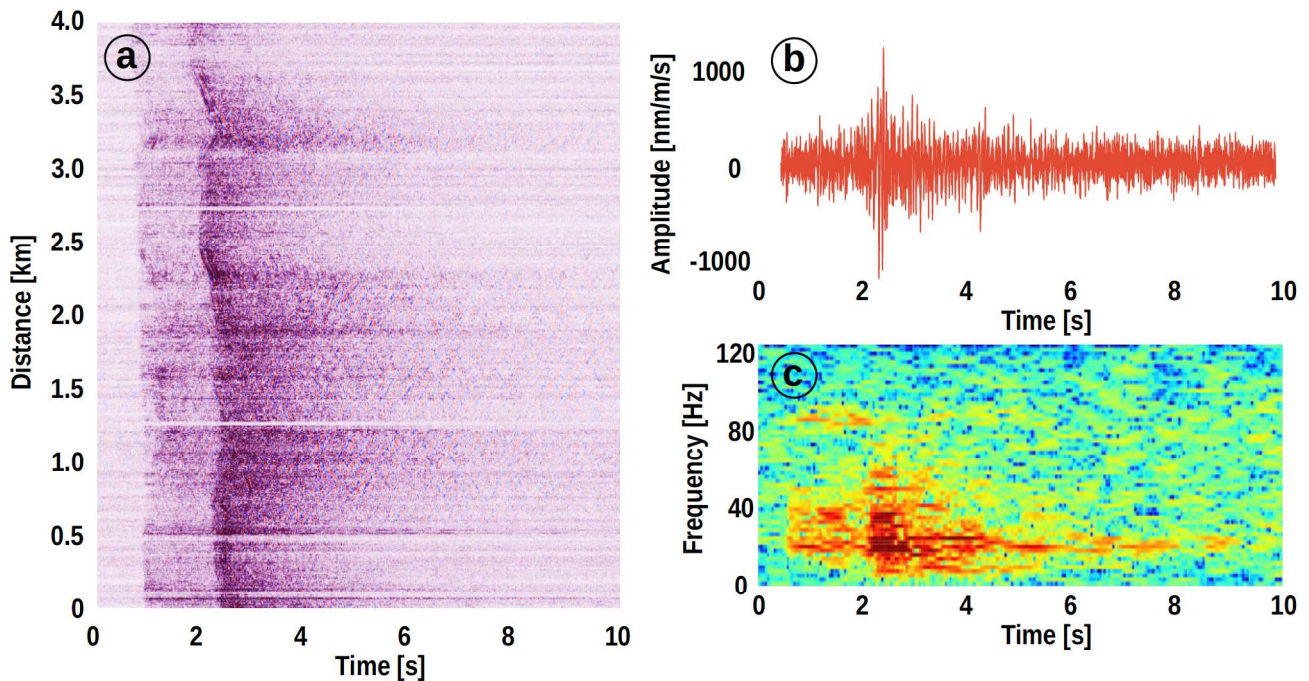 a
Distance [km]
4.0
3.5
3.0
2.5
2.0
1.5
1.0
0.5
0
0 2 4 6 8 10
Time [s]
b
Amplitude [nm/m/s]
1000
0
-1000
0 2 4 6 8 10
Time [s]
c
Frequency [Hz]
120
80
40
0
0 2 4 6 8 10
Time [s]